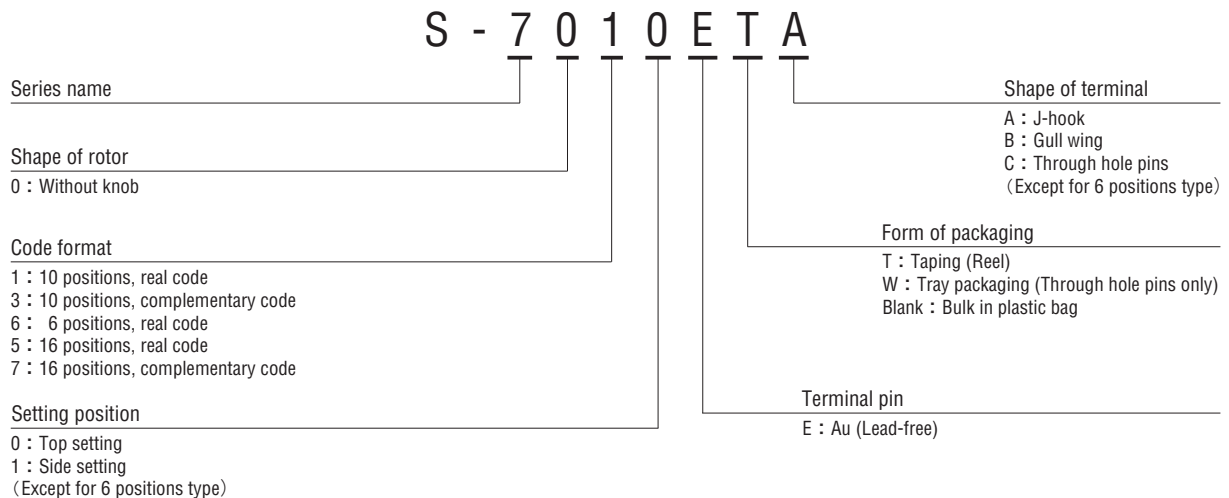 S - 7 0 1 0 E T A
Series name
Shape of rotor
0：Without knob
Code format
1：10 positions, real code
3：10 positions, complementary code
6： 6 positions, real code
5：16 positions, real code
7：16 positions, complementary code
Setting position
0：Top setting
1：Side setting
（Except for 6 positions type）
Shape of terminal
A：J-hook
B：Gull wing
C：Through hole pins
（Except for 6 positions type）
Form of packaging
T：Taping (Reel)
W：Tray packaging (Through hole pins only)
Blank：Bulk in plastic bag
Terminal pin
E：Au (Lead-free)